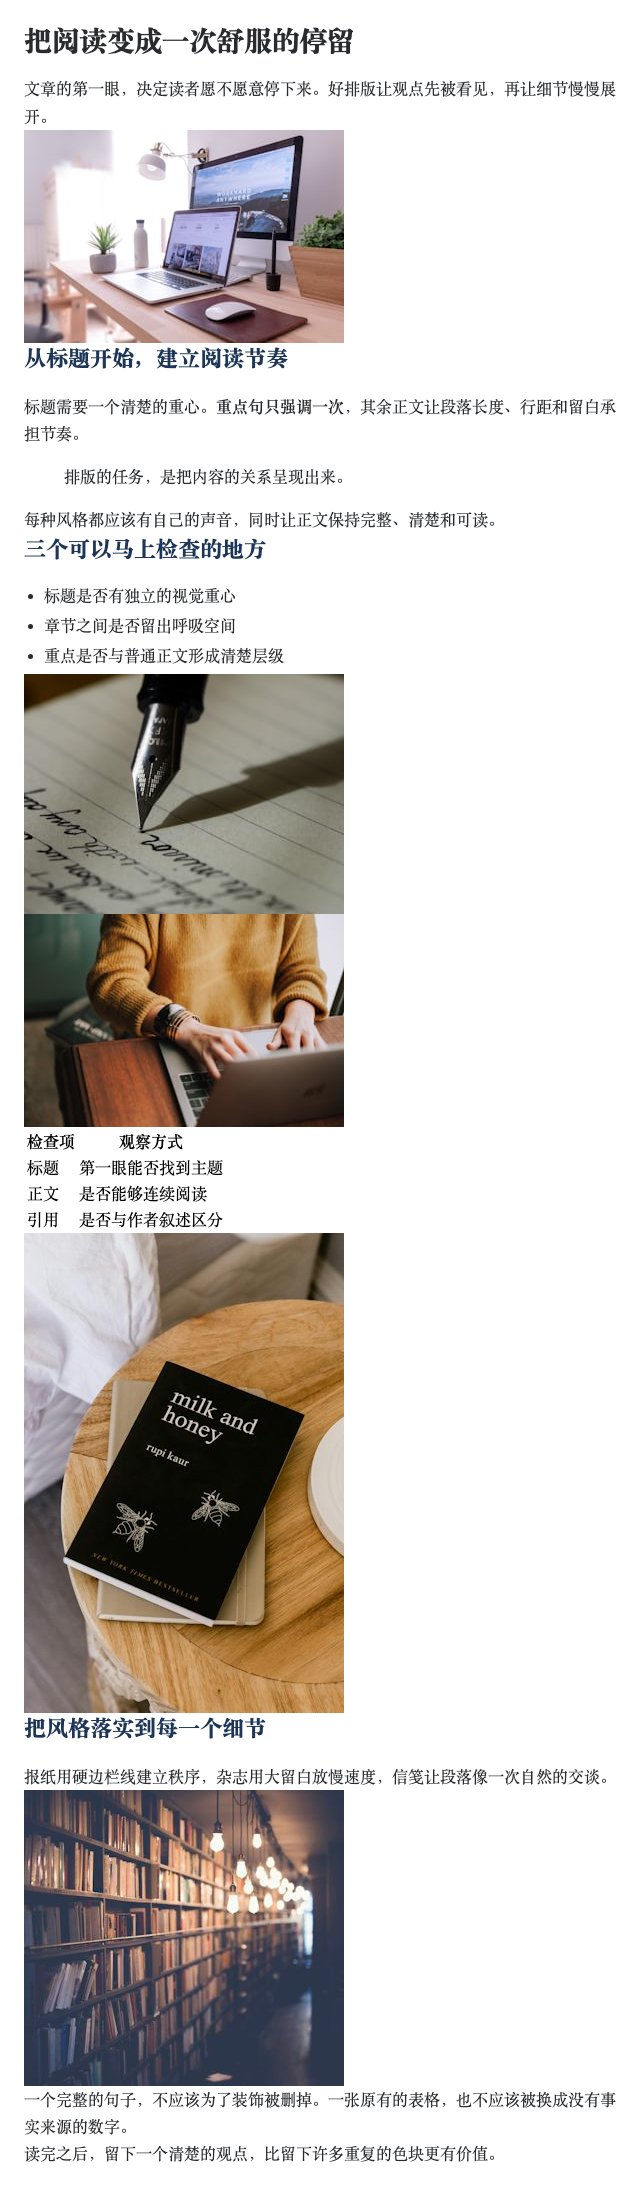 把阅读变成一次舒服的停留
文章的第一眼，决定读者愿不愿意停下来。好排版让观点先被看见，再让细节慢慢展
开。
WORK HARD
ANYWHERE
从标题开始，建立阅读节奏
标题需要一个清楚的重心。重点句只强调一次，其余正文让段落长度、行距和留白承
担节奏。
排版的任务，是把内容的关系呈现出来。
每种风格都应该有自己的声音，同时让正文保持完整、清楚和可读。
三个可以马上检查的地方
• 标题是否有独立的视觉重心
• 章节之间是否留出呼吸空间
• 重点是否与普通正文形成清楚层级
检查项 观察方式
标题 第一眼能否找到主题
正文 是否能够连续阅读
引用 是否与作者叙述区分
milk and
honey
rupi kaur
NEW YORK TIMES BESTSELLER
把风格落实到每一个细节
报纸用硬边栏线建立秩序，杂志用大留白放慢速度，信笺让段落像一次自然的交谈。
一个完整的句子，不应该为了装饰被删掉。一张原有的表格，也不应该被换成没有事
实来源的数字。
读完之后，留下一个清楚的观点，比留下许多重复的色块更有价值。